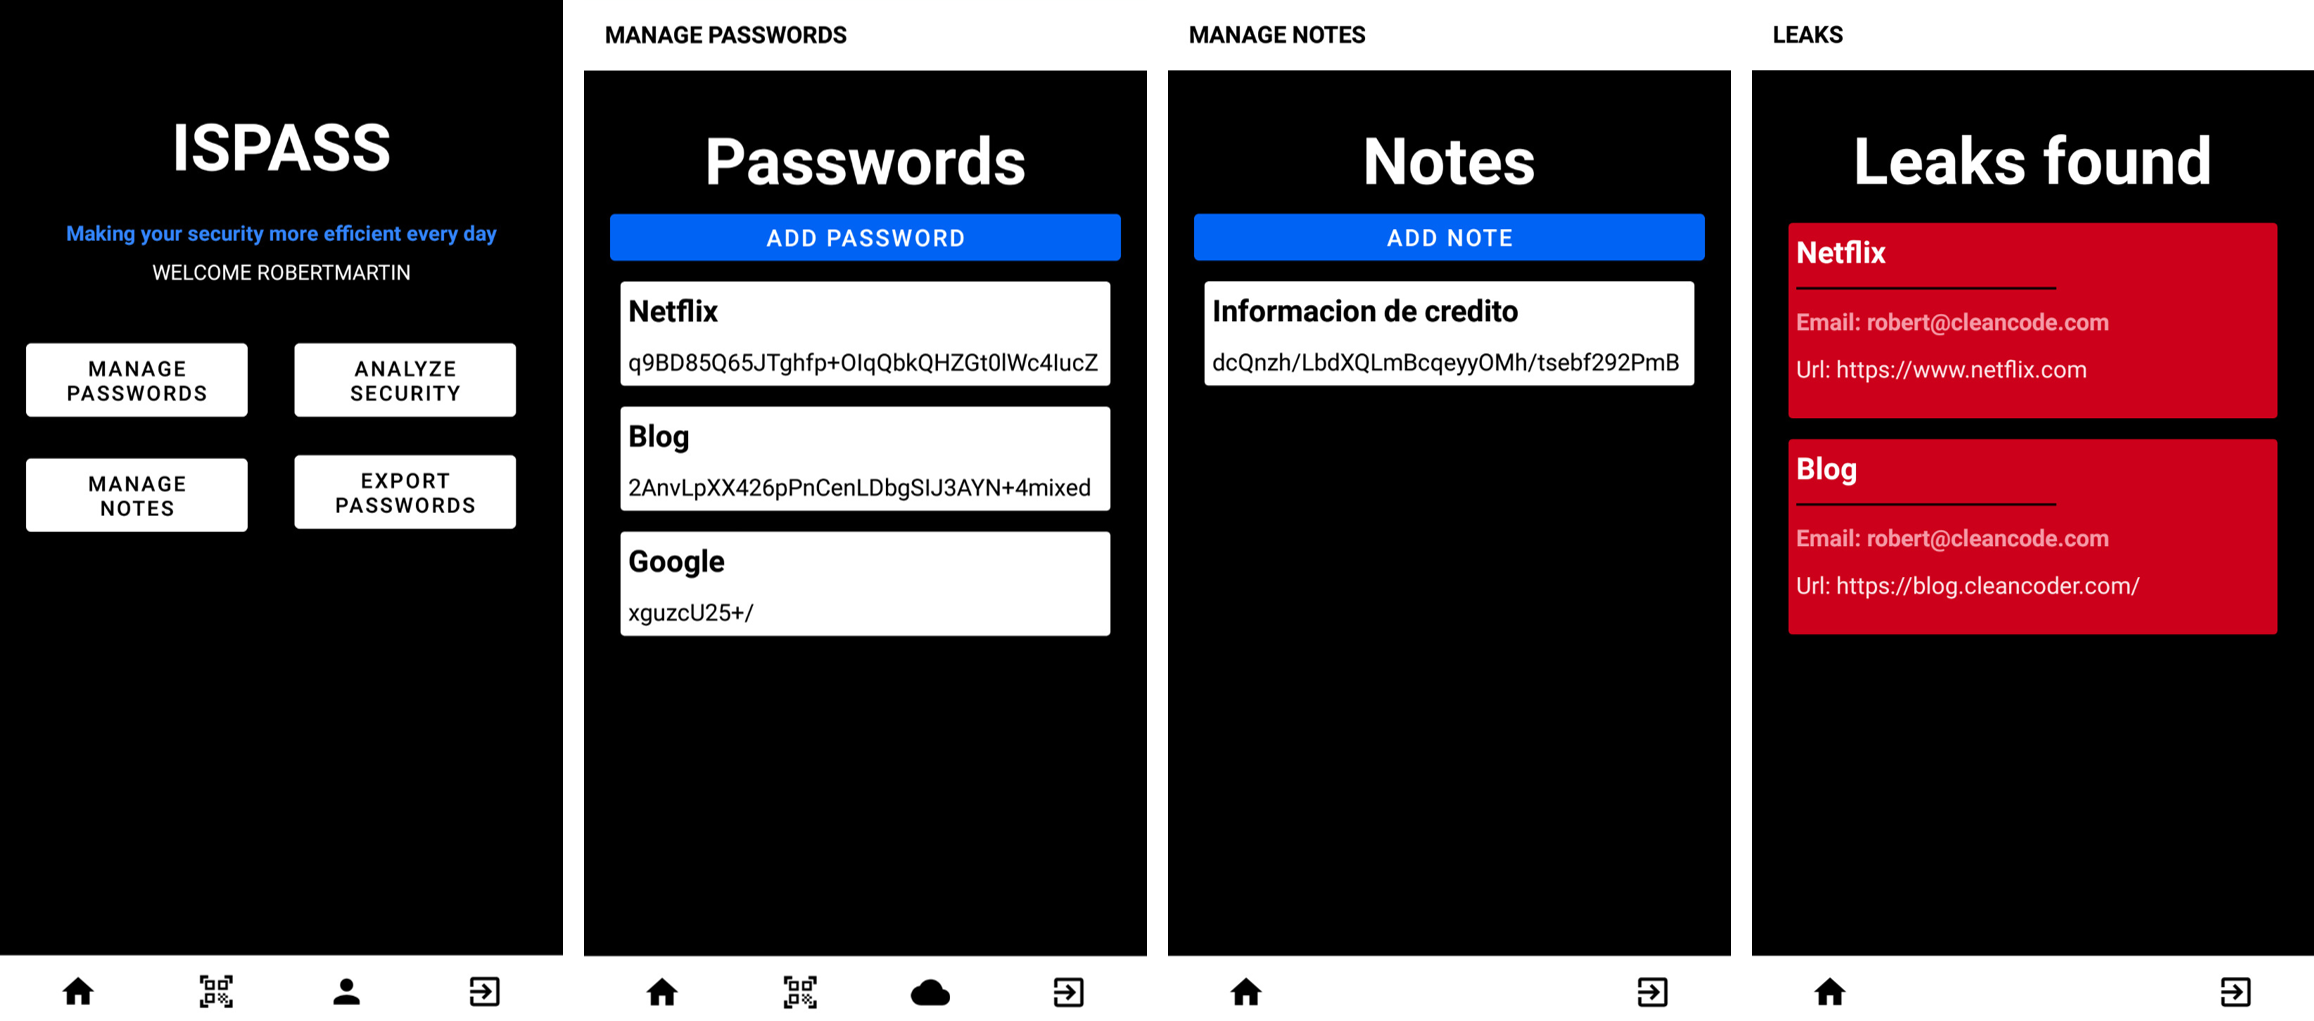 ISPASS
Making your security more efficient every day
WELCOME ROBERTMARTIN
MANAGE
PASSWORDS
ANALYZE
SECURITY
MANAGE
NOTES
EXPORT
PASSWORDS
MANAGE PASSWORDS
Passwords
ADD PASSWORD
Netflix
q9BD85Q65JTghfp+OIqQbkQHZGt0lWc4IucZ
Blog
2AnvLpXX426pPnCenLDbgSIJ3AYN+4mixed
Google
xguzcU25+/
MANAGE NOTES
Notes
ADD NOTE
Informacion de credito
dcQnzh/LbdXQLmBcqeyyOMh/tsebf292PmB
LEAKS
Leaks found
Netflix
Email: robert@cleancode.com
Url: https://www.netflix.com
Blog
Email: robert@cleancode.com
Url: https://blog.cleancoder.com/